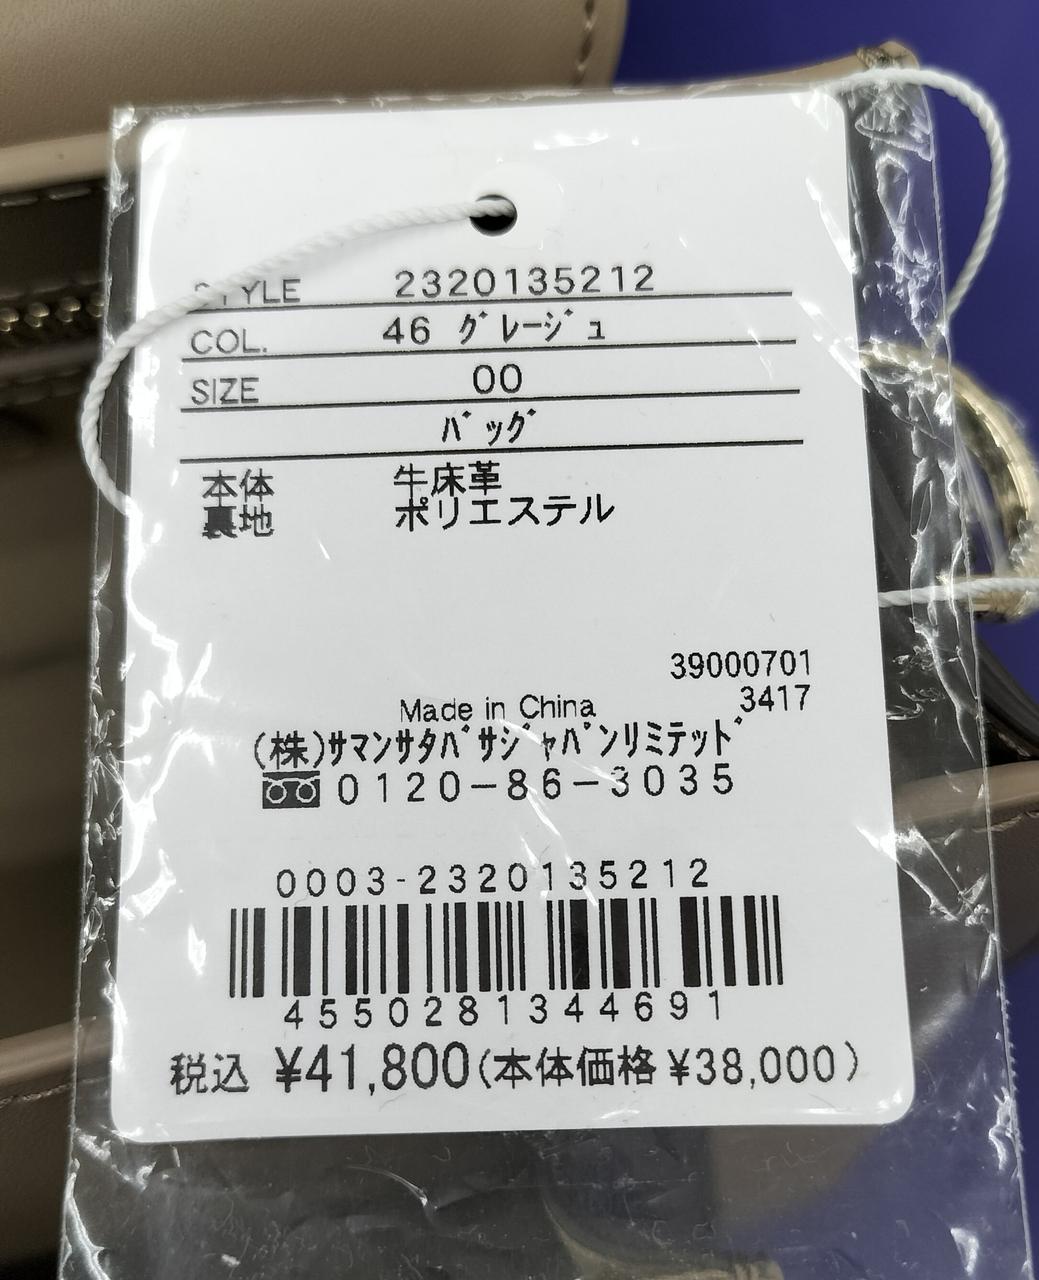 STYLE 2320135212
COL. 46 グレージュ
SIZE 00
バッグ
本体 牛床革
裏地 ポリエステル
39000701
Made in China 3417
(株)サマンサタバサジャパンリミテッド
0120-86-3035
0003-2320135212
4550281344691
税込 ¥41,800(本体価格 ¥38,000)